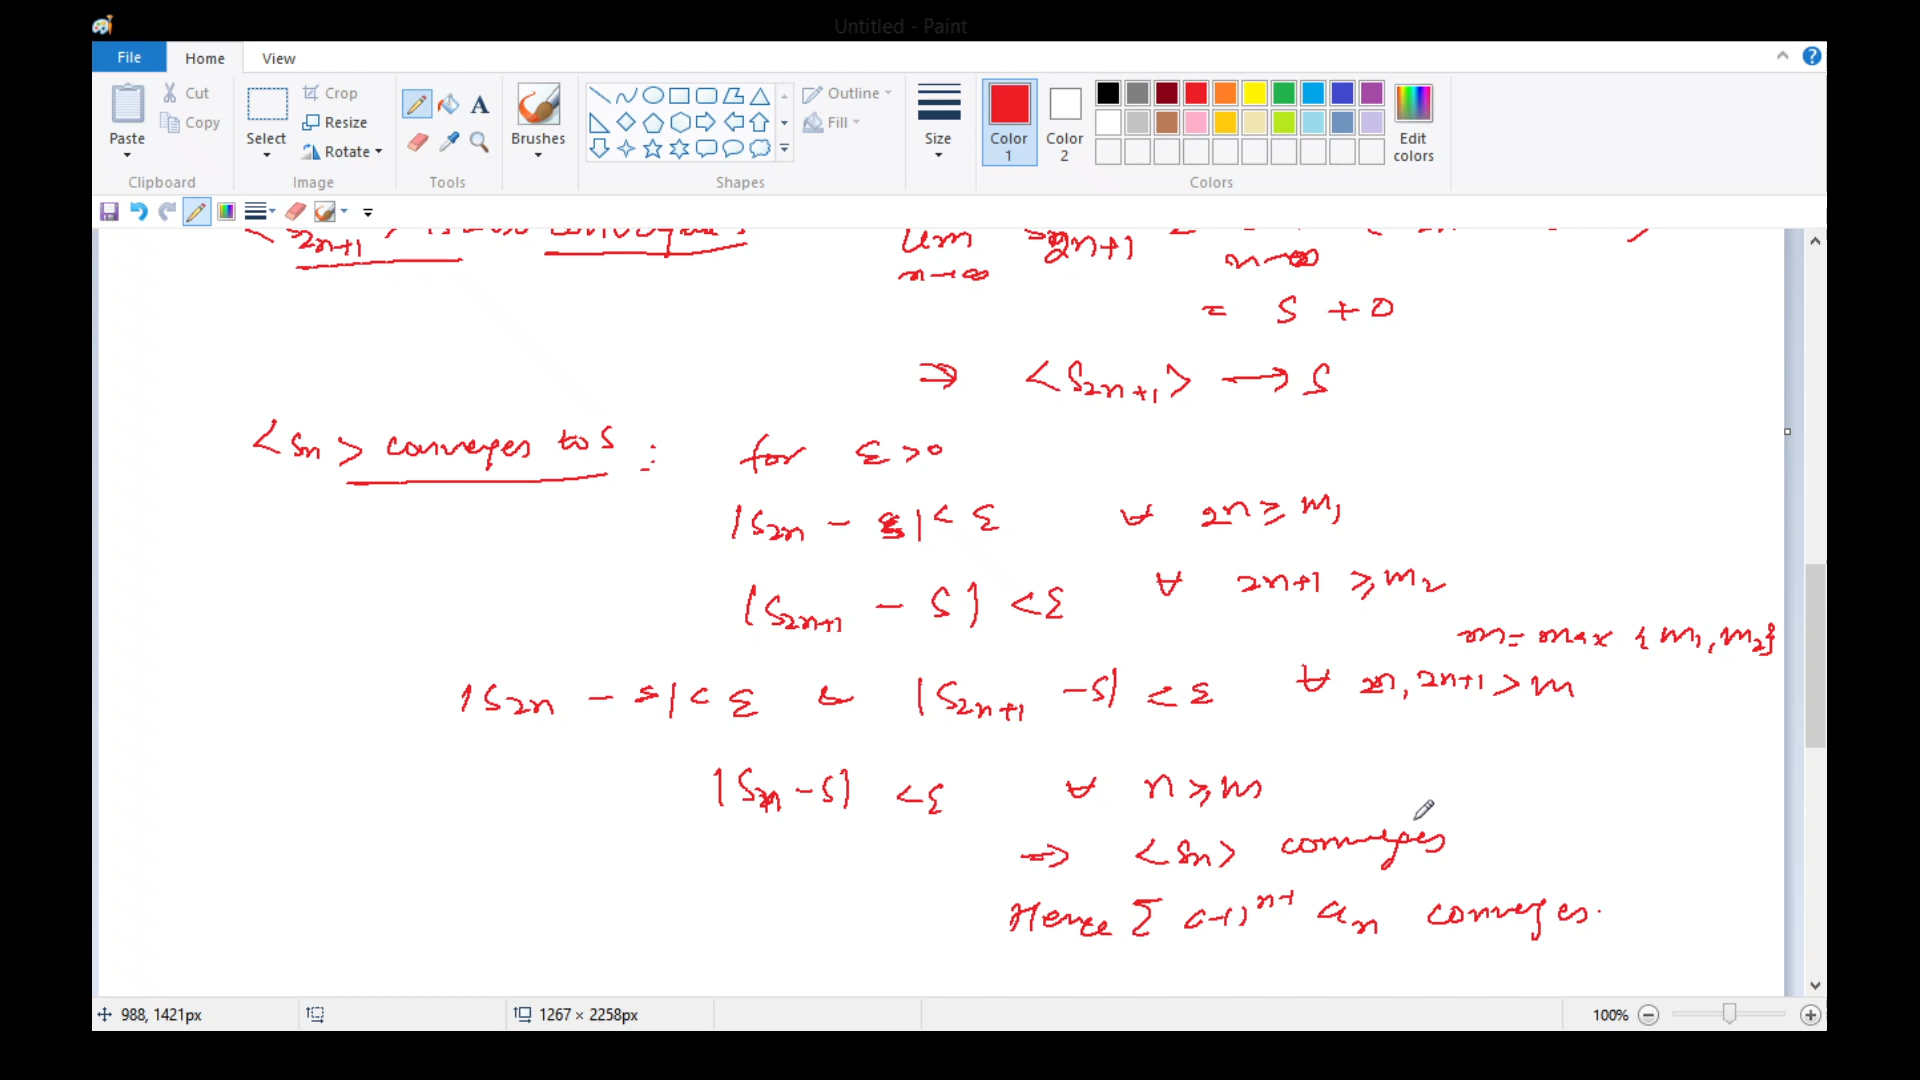 Untitled - Paint
File Home View
Paste Cut Copy Clipboard
Select Crop Resize Rotate Image
Tools
Brushes
Outline Fill Shapes
Size
Color 1 Color 2 Edit colors Colors
2n+1
lim n→∞ S2n+1 = n→∞
= S + 0
⇒ <S2n+1> → S
<Sn> converges to S : for ε > 0
|S2n - S| < ε ∀ 2n ≥ m1
|S2n+1 - S| < ε ∀ 2n+1 ≥ m2
m = max {m1, m2}
|S2n - S| < ε & |S2n+1 - S| < ε ∀ 2n, 2n+1 > m
|Sn - S| < ε ∀ n ≥ m
⇒ <Sn> converges
Hence Σ (-1)^(n-1) an converges.
988, 1421px 1267 × 2258px 100%